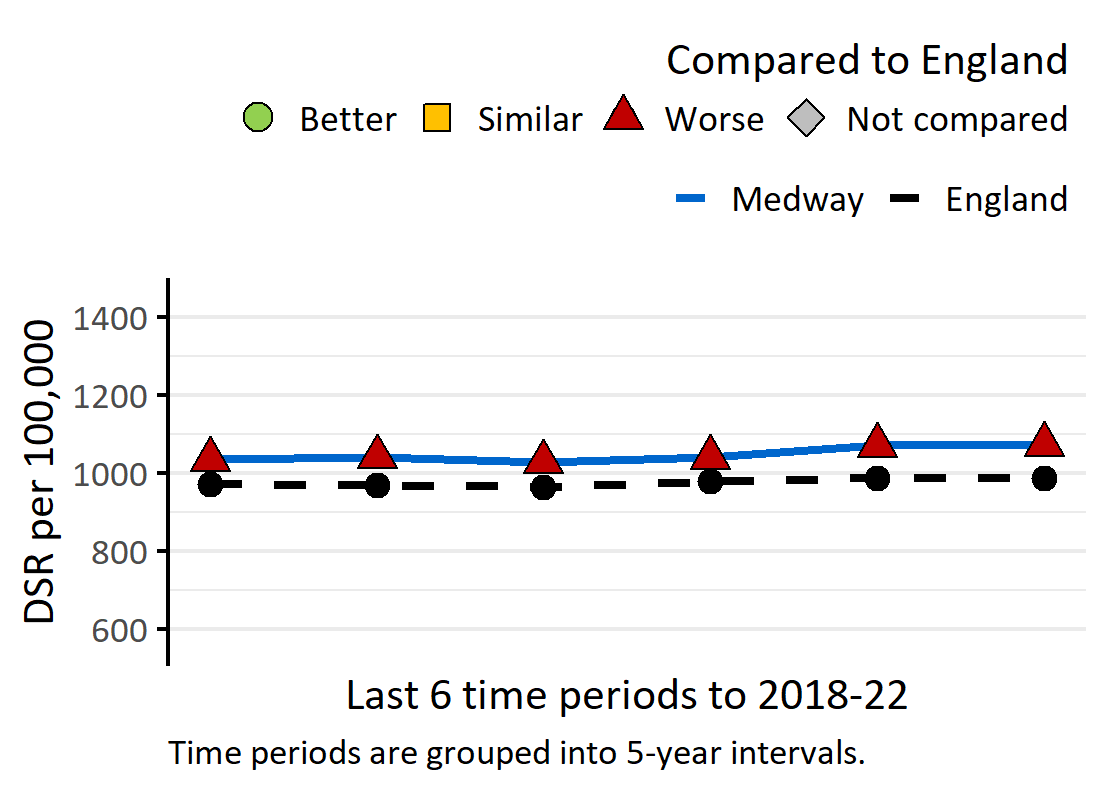 Compared to England
Better Similar Worse Not compared
Medway England
DSR per 100,000
1400
1200
1000
800
600
Last 6 time periods to 2018-22
Time periods are grouped into 5-year intervals.